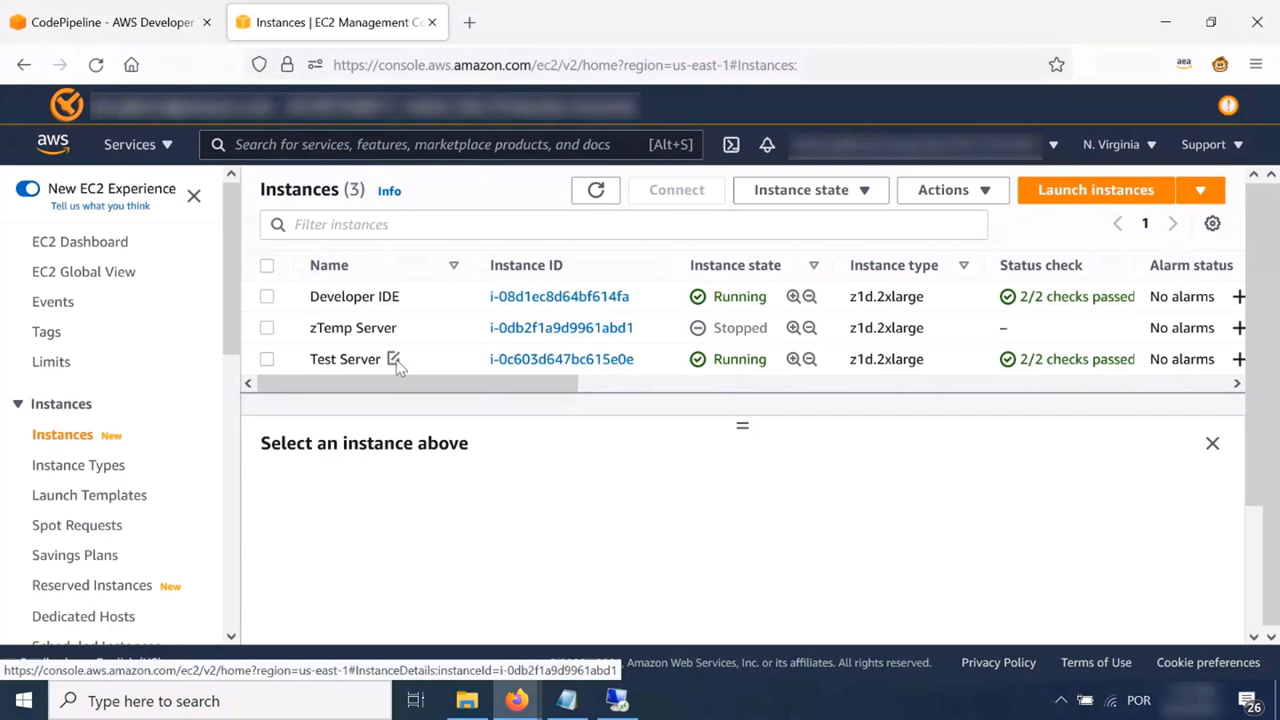 CodePipeline - AWS Developer
Instances | EC2 Management Co
https://console.aws.amazon.com/ec2/v2/home?region=us-east-1#Instances:
aea
aws
Services
Search for services, features, marketplace products, and docs
[Alt+S]
N. Virginia
Support
New EC2 Experience
Tell us what you think
EC2 Dashboard
EC2 Global View
Events
Tags
Limits
Instances
Instances New
Instance Types
Launch Templates
Spot Requests
Savings Plans
Reserved Instances New
Dedicated Hosts
Scheduled Instances
Instances (3) Info
Connect
Instance state
Actions
Launch instances
Filter instances
1
Name Instance ID Instance state Instance type Status check Alarm status
Developer IDE i-08d1ec8d64bf614fa Running z1d.2xlarge 2/2 checks passed No alarms +
zTemp Server i-0db2f1a9d9961abd1 Stopped z1d.2xlarge – No alarms +
Test Server i-0c603d647bc615e0e Running z1d.2xlarge 2/2 checks passed No alarms +
Select an instance above
https://console.aws.amazon.com/ec2/v2/home?region=us-east-1#InstanceDetails:instanceId=i-0db2f1a9d9961abd1
Amazon Web Services, Inc. or its affiliates. All rights reserved.
Privacy Policy
Terms of Use
Cookie preferences
Type here to search
POR
26